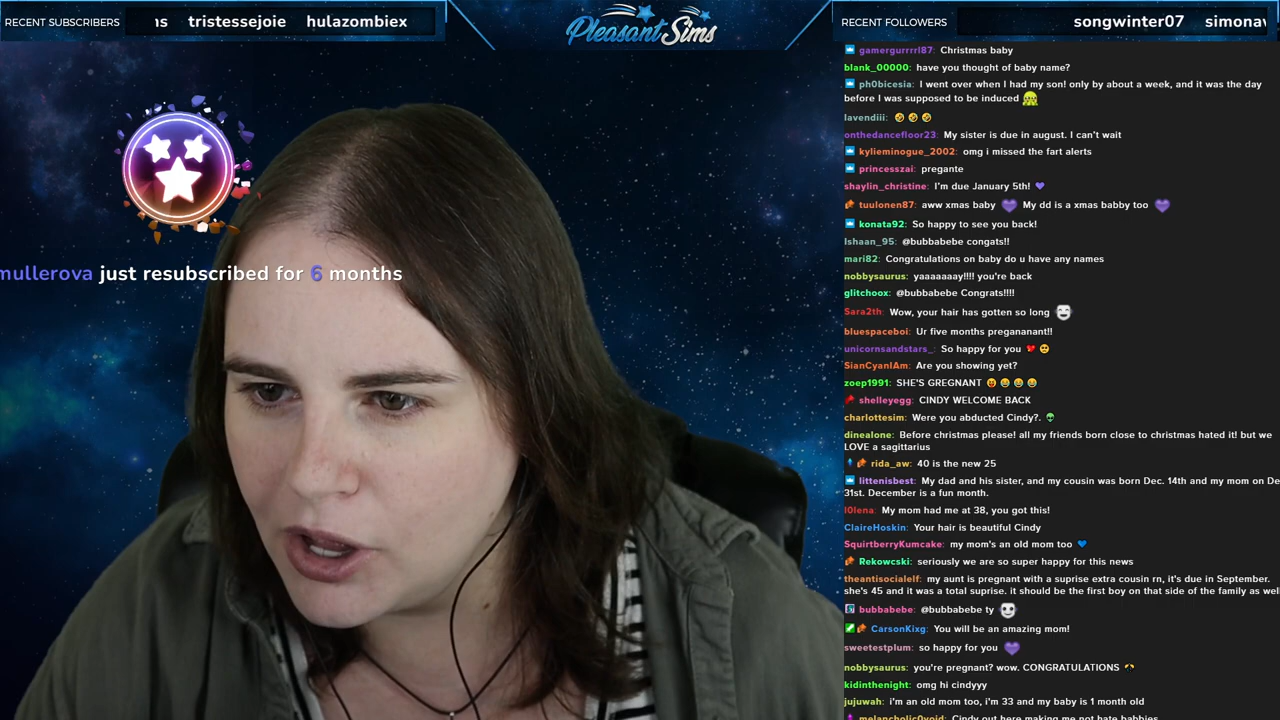 RECENT SUBSCRIBERS
tristessejoie hulazombiex
PleasantSims
RECENT FOLLOWERS
songwinter07
mullerova just resubscribed for 6 months
gamergurrrl87: Christmas baby
blank_00000: have you thought of baby name?
ph0bicesia: I went over when I had my son! only by about a week, and it was the day
before I was supposed to be induced
lavendiii: 🤣 🤣 🤣
onthedancefloor23: My sister is due in august. I can't wait
kylieminogue_2002: omg i missed the fart alerts
princesszai: pregante
shaylin_christine: I'm due January 5th! 💜
tuulonen87: aww xmas baby 💜 My dd is a xmas babby too 💜
konata92: So happy to see you back!
Ishaan_95: @bubbabebe congats!!
mari82: Congratulations on baby do u have any names
nobbysaurus: yaaaaaaay!!!! you're back
glitchoox: @bubbabebe Congrats!!!!
Sara2th: Wow, your hair has gotten so long
bluespaceboi: Ur five months pregananant!!
unicornsandstars_: So happy for you
SianCyanIAm: Are you showing yet?
zoep1991: SHE'S GREGNANT
shelleyegg: CINDY WELCOME BACK
charlottesim: Were you abducted Cindy?. 👽
dinealone: Before christmas please! all my friends born close to christmas hated it! but we
LOVE a sagittarius
rida_aw: 40 is the new 25
littenisbest: My dad and his sister, and my cousin was born Dec. 14th and my mom on De
31st. December is a fun month.
l0lena: My mom had me at 38, you got this!
ClaireHoskin: Your hair is beautiful Cindy
SquirtberryKumcake: my mom's an old mom too 💙
Rekowcski: seriously we are so super happy for this news
theantisocialelf: my aunt is pregnant with a suprise extra cousin rn, it's due in September.
she's 45 and it was a total suprise. it should be the first boy on that side of the family as well
bubbabebe: @bubbabebe ty
CarsonKixg: You will be an amazing mom!
sweetestplum: so happy for you 💜
nobbysaurus: you're pregnant? wow. CONGRATULATIONS
kidinthenight: omg hi cindyyy
jujuwah: i'm an old mom too, i'm 33 and my baby is 1 month old
melancholic0void: Cindy out here making me not hate babbies